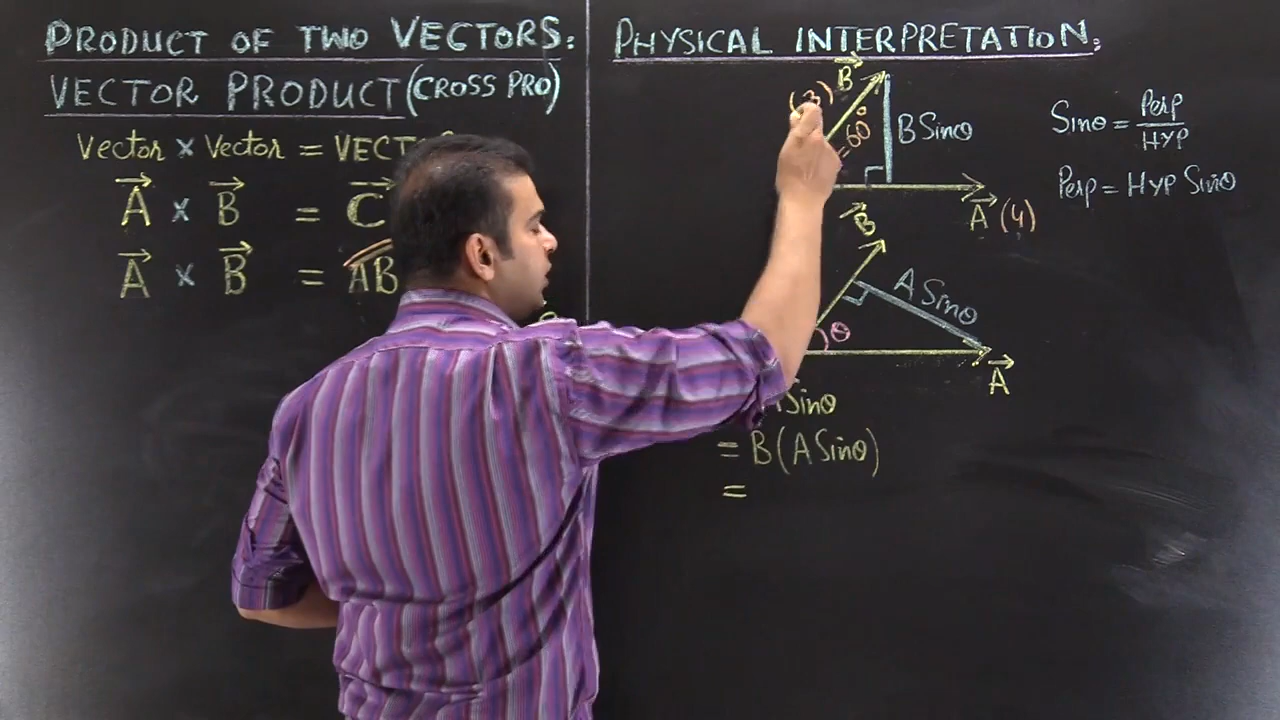 PRODUCT OF TWO VECTORS:
VECTOR PRODUCT (CROSS PRO)
Vector × Vector = VECT
A × B = C
A × B = AB
PHYSICAL INTERPRETATION:
B
(3)
= 60°
B Sinθ
A (4)
Sinθ = Perp / HYP
Perp = HYP Sinθ
B
θ
A Sinθ
A
Sinθ
= B (A Sinθ)
=